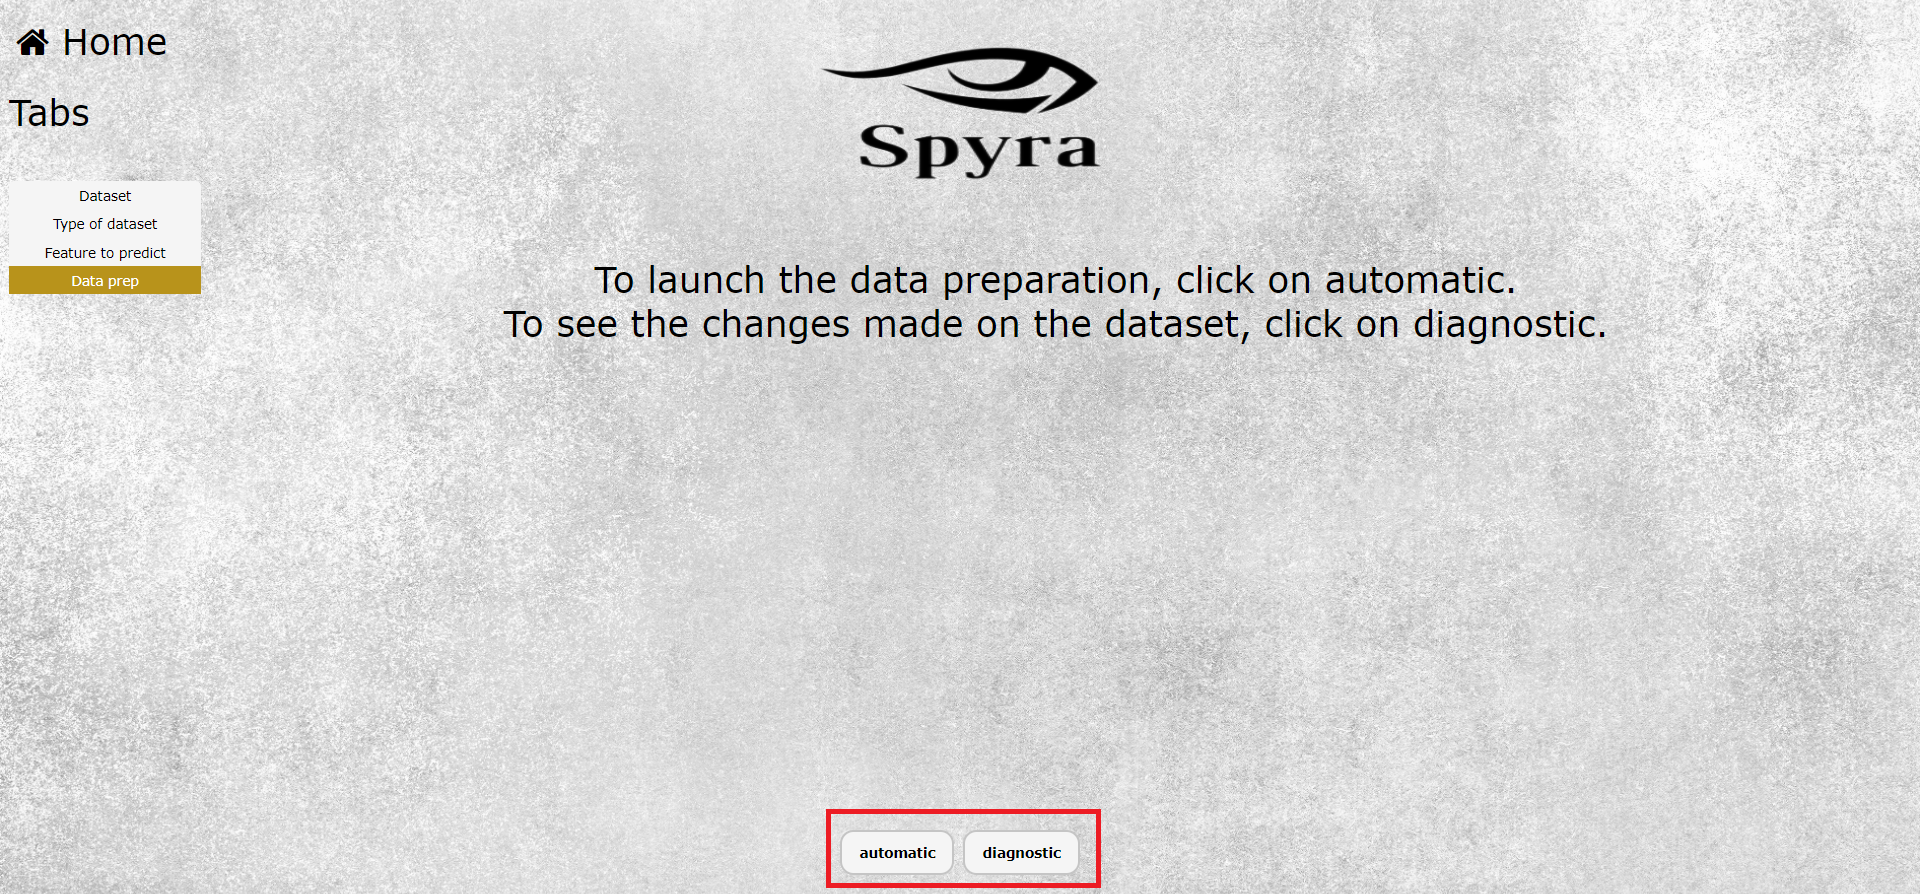 Home
Tabs
Spyra
Dataset
Type of dataset
Feature to predict
Data prep
To launch the data preparation, click on automatic.
To see the changes made on the dataset, click on diagnostic.
automatic
diagnostic